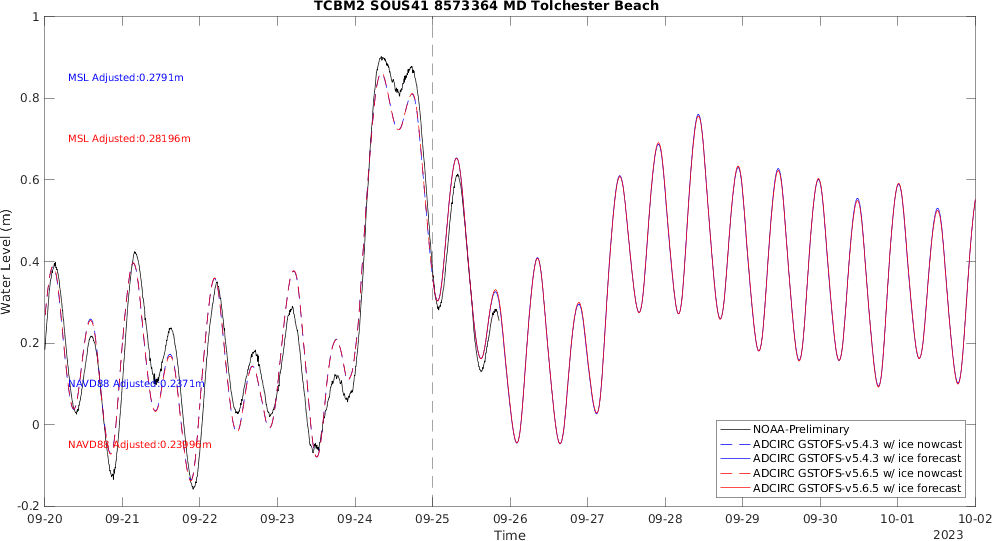 TCBM2 SOUS41 8573364 MD Tolchester Beach
1
0.8
0.6
0.4
0.2
0
-0.2
Water Level (m)
MSL Adjusted:0.2791m
MSL Adjusted:0.28196m
NAVD88 Adjusted:0.2371m
NAVD88 Adjusted:0.23996m
NOAA-Preliminary
ADCIRC GSTOFS-v5.4.3 w/ ice nowcast
ADCIRC GSTOFS-v5.4.3 w/ ice forecast
ADCIRC GSTOFS-v5.6.5 w/ ice nowcast
ADCIRC GSTOFS-v5.6.5 w/ ice forecast
09-20 09-21 09-22 09-23 09-24 09-25 09-26 09-27 09-28 09-29 09-30 10-01 10-02
Time
2023